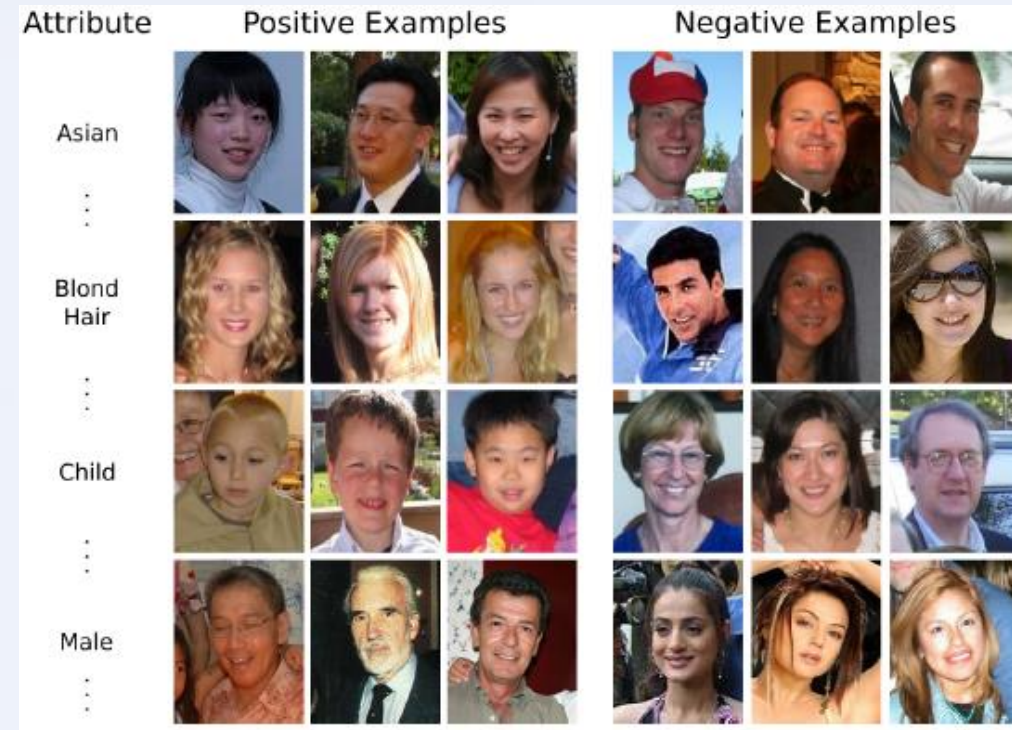 Attribute Positive Examples Negative Examples
Asian
Blond
Hair
Child
Male